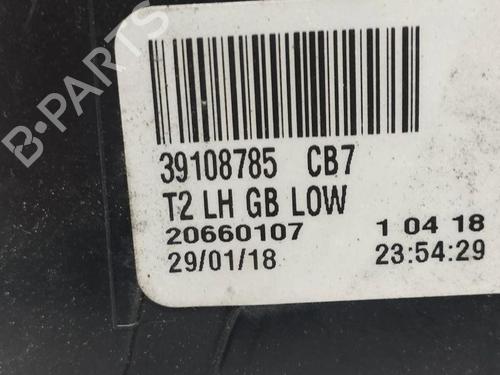 B-PARTS
39108785 CB7
T2 LH GB LOW
20660107 1 04 18
29/01/18 23:54:29